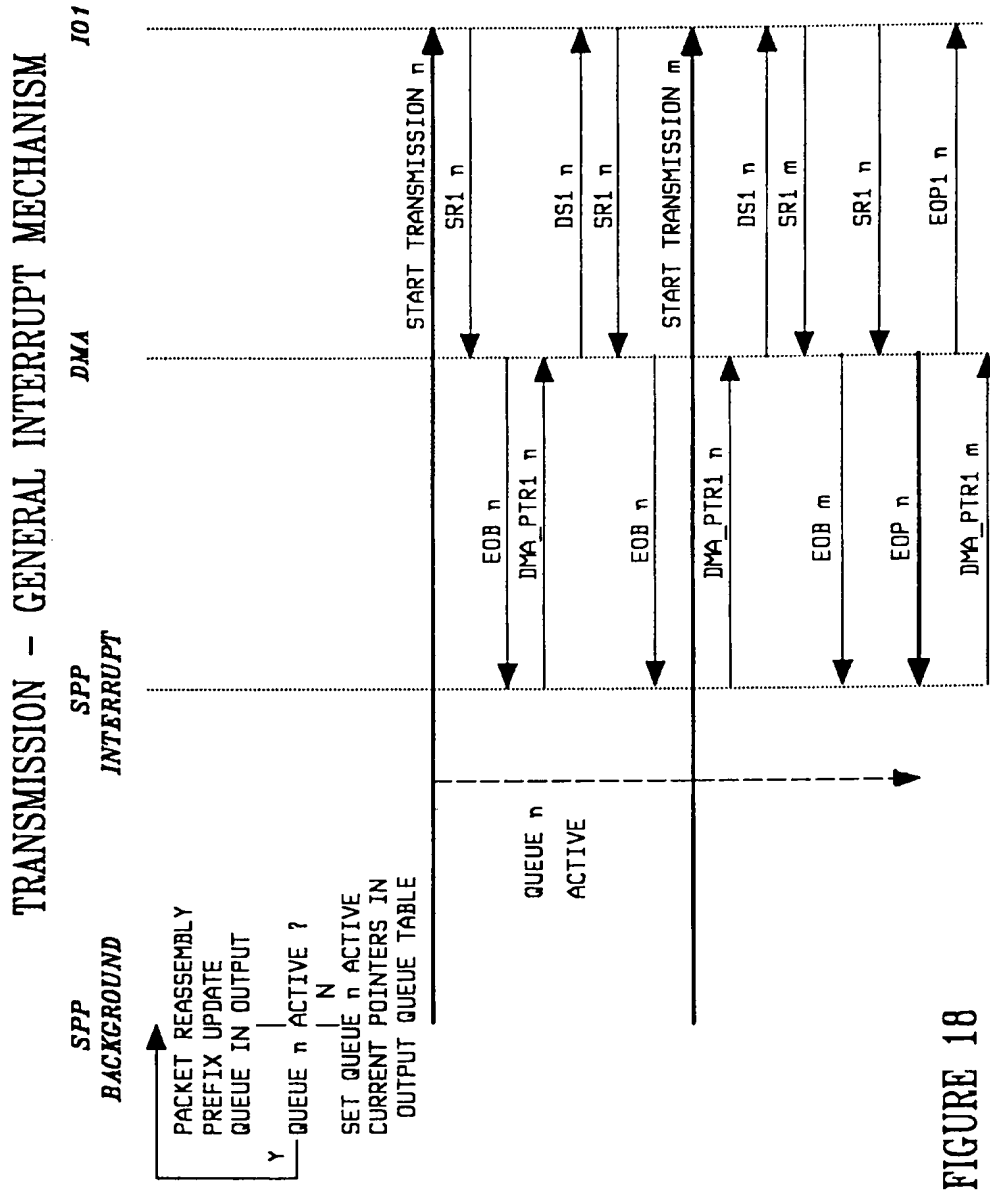 TRANSMISSION - GENERAL INTERRUPT MECHANISM
SPP
BACKGROUND
SPP
INTERRUPT
DMA
IO1
PACKET REASSEMBLY
PREFIX UPDATE
QUEUE IN OUTPUT
Y
QUEUE n ACTIVE ?
N
SET QUEUE n ACTIVE
CURRENT POINTERS IN
OUTPUT QUEUE TABLE
START TRANSMISSION n
SR1 n
EOB n
DMA_PTR1 n
DS1 n
SR1 n
QUEUE n
ACTIVE
EOB n
START TRANSMISSION m
DMA_PTR1 n
DS1 n
SR1 m
EOB m
SR1 n
EOP n
EOP1 n
DMA_PTR1 m
FIGURE 18